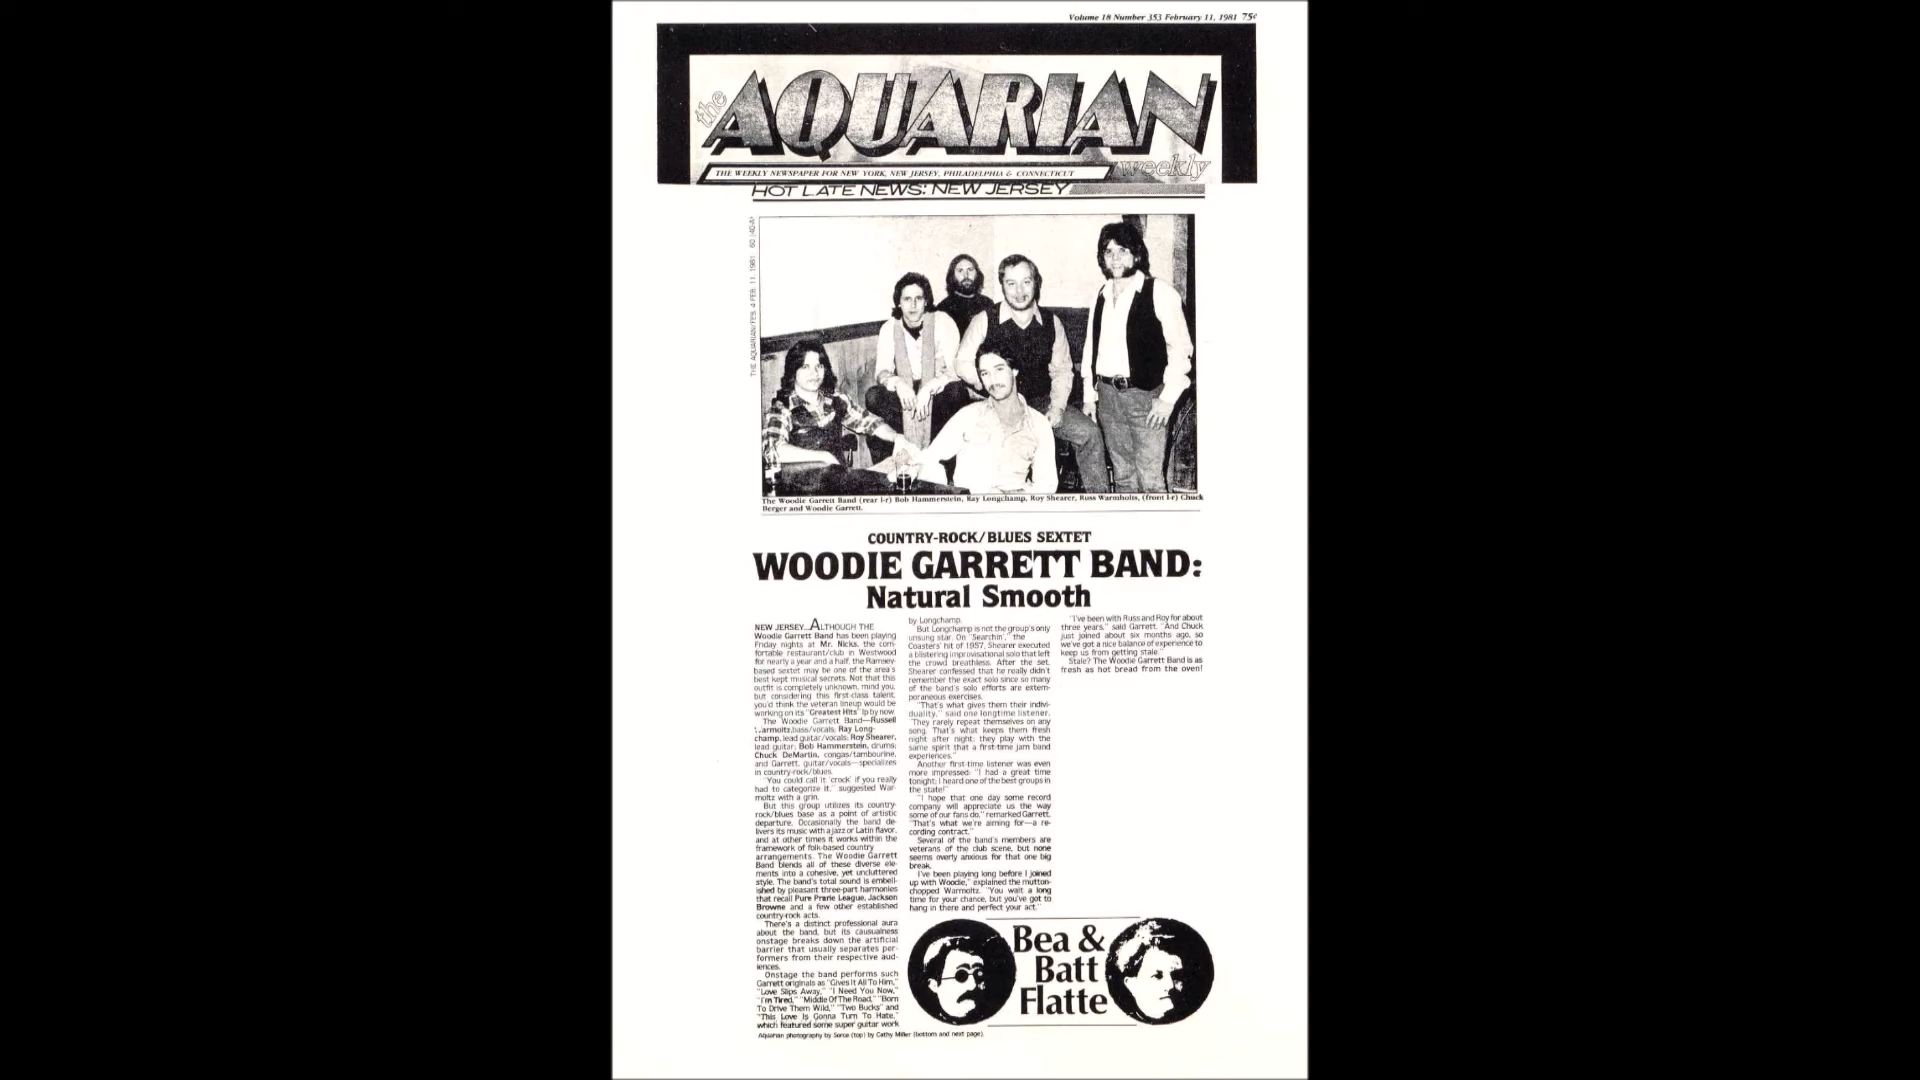 Volume 18 Number 353 February 11, 1981 75¢
the
AQUARIAN
weekly
THE WEEKLY NEWSPAPER FOR NEW YORK, NEW JERSEY, PHILADELPHIA & CONNECTICUT
HOT LATE NEWS: NEW JERSEY
THE AQUARIAN/FEB. 4-FEB. 11, 1981
The Woodie Garrett Band (rear l-r) Bob Hammerstein, Ray Longchamp, Roy Shearer, Russ Warmholts, (front l-r) Chuck
Berger and Woodie Garrett.
COUNTRY-ROCK/BLUES SEXTET
WOODIE GARRETT BAND:
Natural Smooth
NEW JERSEY...ALTHOUGH THE
Woodie Garrett Band has been playing
Friday nights at Mr. Nicks, the com-
fortable restaurant/club in Westwood
for nearly a year and a half, the Ramsey-
based sextet may be one of the area's
best kept musical secrets. Not that this
outfit is completely unknown, mind you,
but considering this first-class talent,
you'd think the veteran lineup would be
working on its "Greatest Hits" lp by now.
The Woodie Garrett Band—Russell
armoltz, bass/vocals; Ray Long-
champ, lead guitar/vocals; Roy Shearer,
lead guitar; Bob Hammerstein, drums;
Chuck DeMartin, congas/tambourine,
and Garrett, guitar/vocals—specializes
in country-rock/blues.
"You could call it 'crock' if you really
had to categorize it," suggested War-
moltz with a grin.
But this group utilizes its country-
rock/blues base as a point of artistic
departure. Occasionally the band de-
livers its music with a jazz or Latin flavor,
and at other times it works within the
framework of folk-based country
arrangements. The Woodie Garrett
Band blends all of these diverse ele-
ments into a cohesive, yet uncluttered
style. The band's total sound is embell-
ished by pleasant three-part harmonies
that recall Pure Prarie League, Jackson
Browne and a few other established
country-rock acts.
There's a distinct professional aura
about the band, but its causualness
onstage breaks down the artificial
barrier that usually separates per-
formers from their respective aud-
iences.
Onstage the band performs such
Garrett originals as "Gives It All To Him,"
"Love Slips Away," "I Need You Now,"
"I'm Tired," "Middle Of The Road," "Born
To Drive Them Wild," "Two Bucks" and
"This Love Is Gonna Turn To Hate,"
which featured some super guitar work
by Longchamp.
But Longchamp is not the group's only
unsung star. On "Searchin'," the
Coasters' hit of 1957, Shearer executed
a blistering improvisational solo that left
the crowd breathless. After the set,
Shearer confessed that he really didn't
remember the exact solo since so many
of the band's solo efforts are extem-
poraneous exercises.
"That's what gives them their indivi-
duality," said one longtime listener.
"They rarely repeat themselves on any
song. That's what keeps them fresh
night after night; they play with the
same spirit that a first-time jam band
experiences."
Another first-time listener was even
more impressed: "I had a great time
tonight; I heard one of the best groups in
the state!"
"I hope that one day some record
company will appreciate us the way
some of our fans do," remarked Garrett.
"That's what we're aiming for—a re-
cording contract."
Several of the band's members are
veterans of the club scene, but none
seems overly anxious for that one big
break.
I've been playing long before I joined
up with Woodie," explained the mutton-
chopped Warmoltz. "You wait a long
time for your chance, but you've got to
hang in there and perfect your act."
"I've been with Russ and Roy for about
three years," said Garrett. "And Chuck
just joined about six months ago, so
we've got a nice balance of experience to
keep us from getting stale."
Stale? The Woodie Garrett Band is as
fresh as hot bread from the oven!
Bea &
Batt
Flatte
Aquarian photography by Sorce (top) by Cathy Miller (bottom and next page).